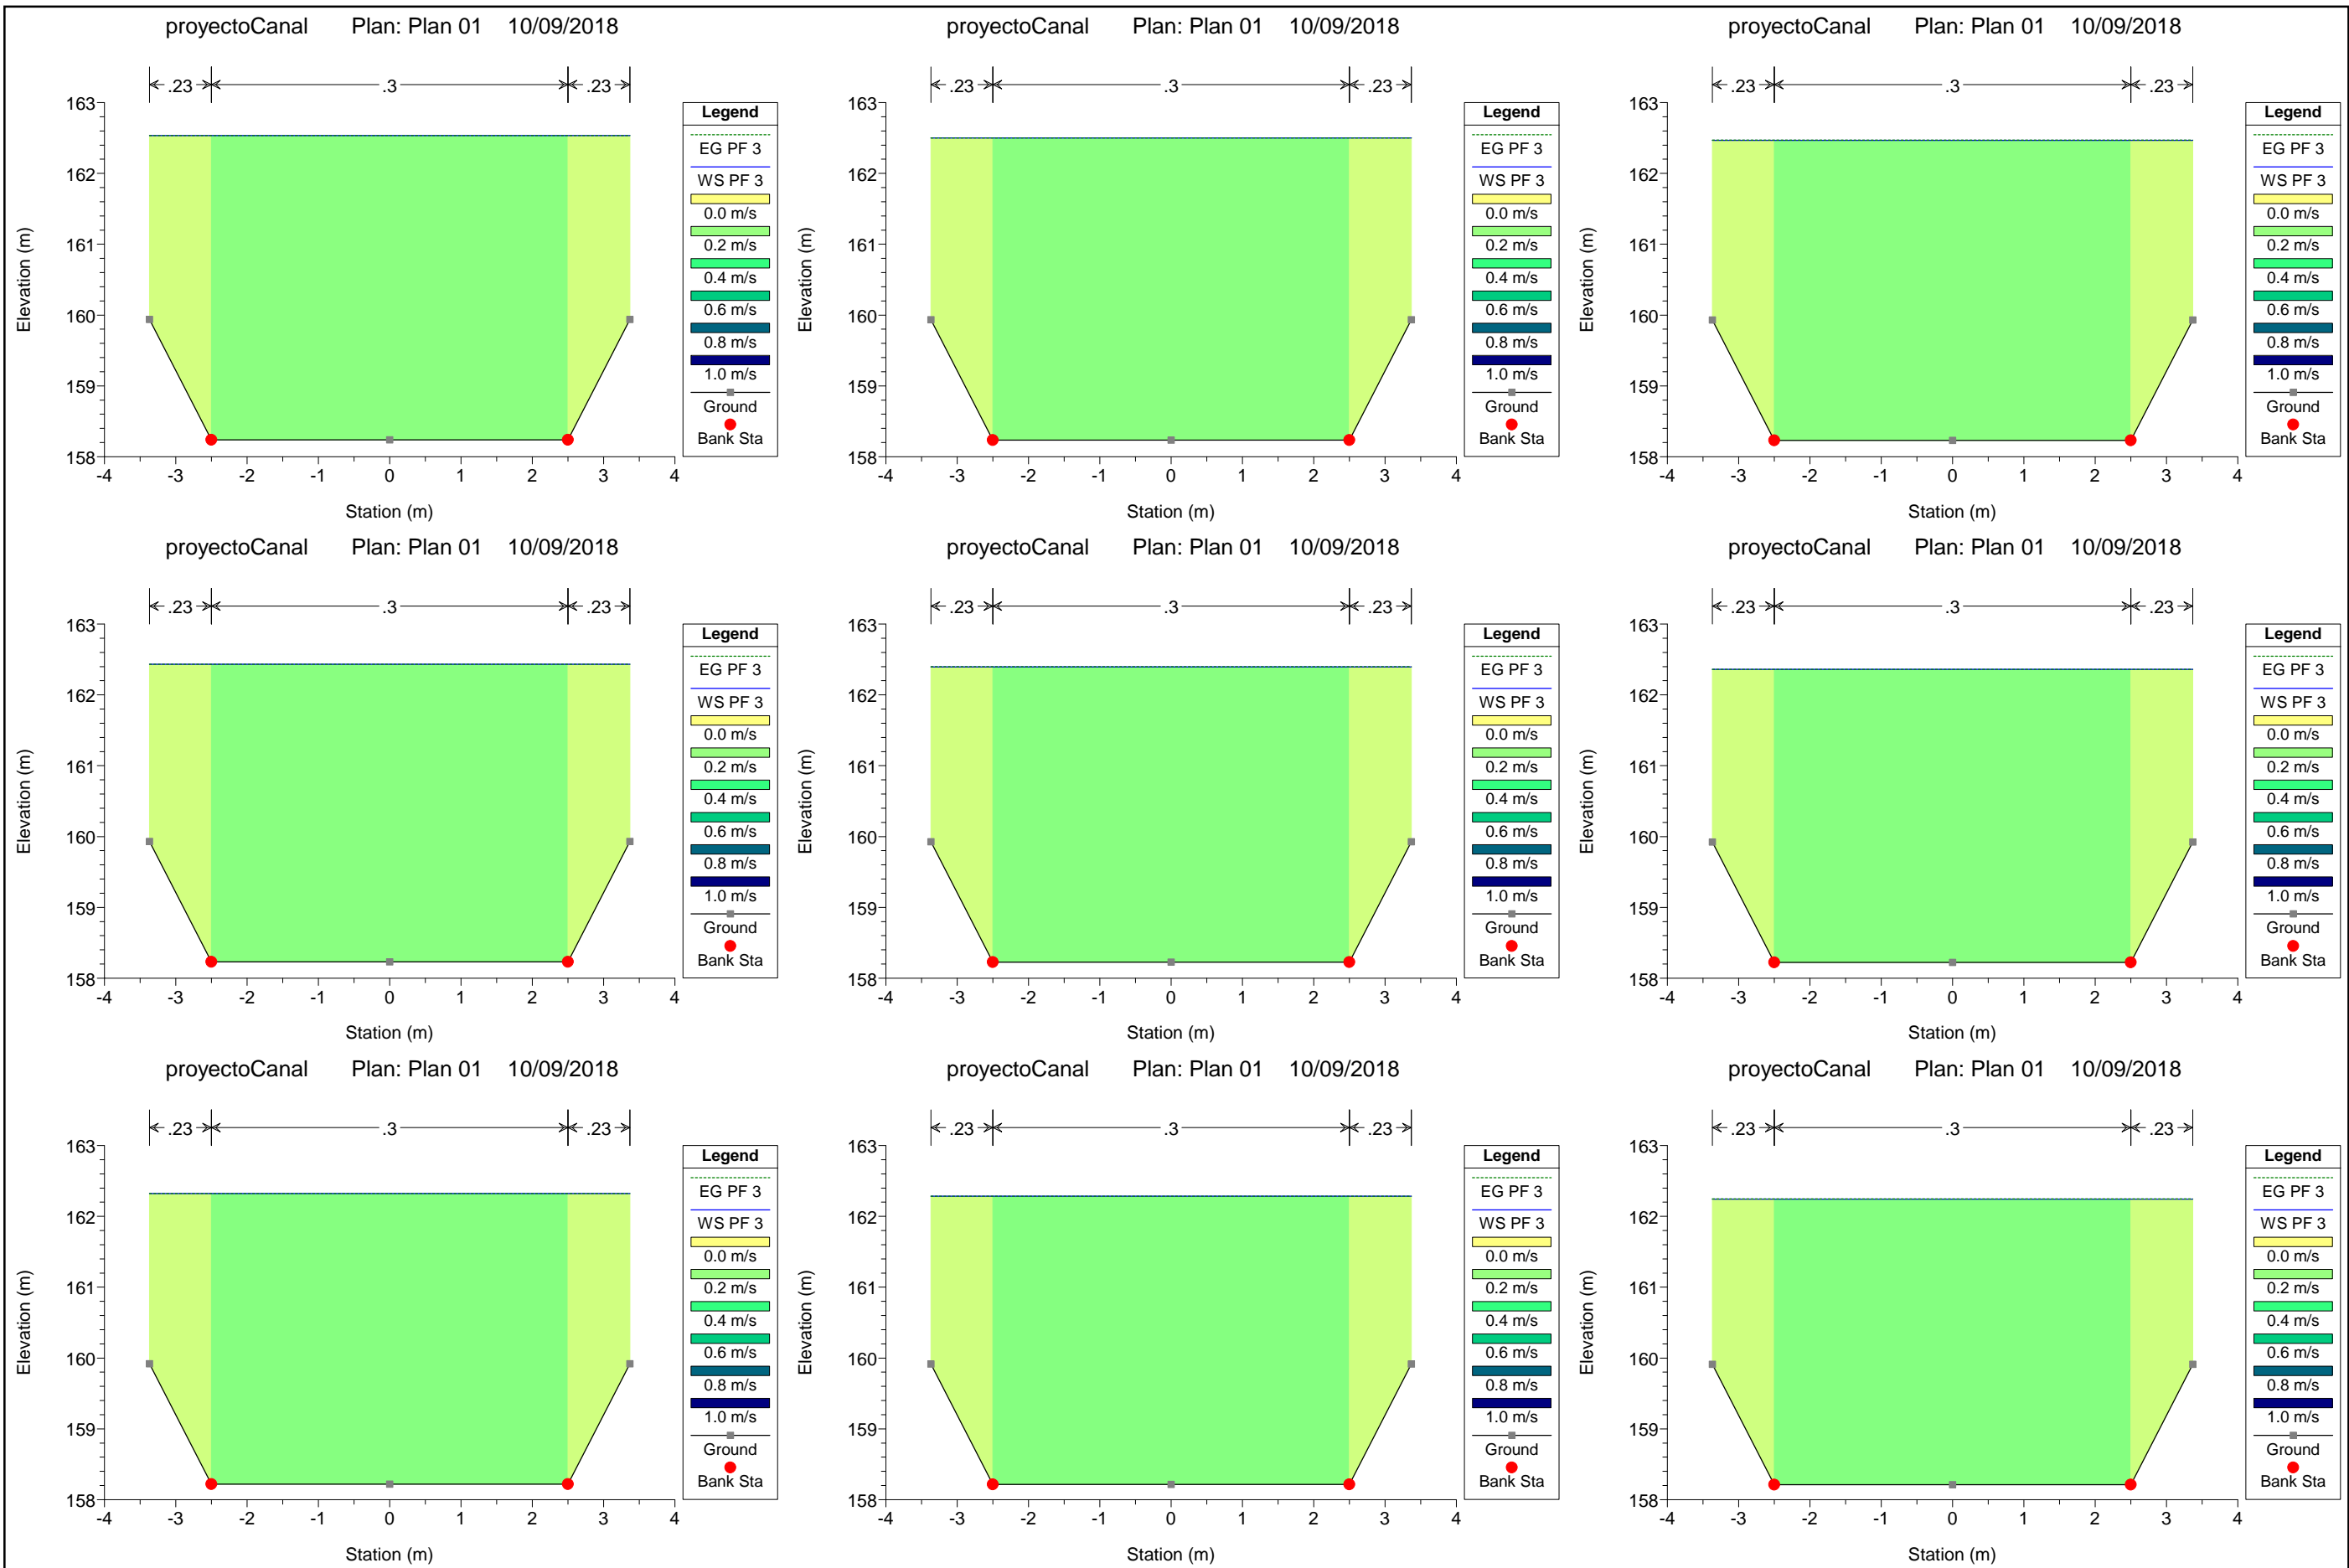 proyectoCanal Plan: Plan 01 10/09/2018
.23 .3 .23
163
162
161
160
159
158
Elevation (m)
-4 -3 -2 -1 0 1 2 3 4
Station (m)
Legend
EG PF 3
WS PF 3
0.0 m/s
0.2 m/s
0.4 m/s
0.6 m/s
0.8 m/s
1.0 m/s
Ground
Bank Sta
proyectoCanal Plan: Plan 01 10/09/2018
.23 .3 .23
163
162
161
160
159
158
Elevation (m)
-4 -3 -2 -1 0 1 2 3 4
Station (m)
Legend
EG PF 3
WS PF 3
0.0 m/s
0.2 m/s
0.4 m/s
0.6 m/s
0.8 m/s
1.0 m/s
Ground
Bank Sta
proyectoCanal Plan: Plan 01 10/09/2018
.23 .3 .23
163
162
161
160
159
158
Elevation (m)
-4 -3 -2 -1 0 1 2 3 4
Station (m)
Legend
EG PF 3
WS PF 3
0.0 m/s
0.2 m/s
0.4 m/s
0.6 m/s
0.8 m/s
1.0 m/s
Ground
Bank Sta
proyectoCanal Plan: Plan 01 10/09/2018
.23 .3 .23
163
162
161
160
159
158
Elevation (m)
-4 -3 -2 -1 0 1 2 3 4
Station (m)
Legend
EG PF 3
WS PF 3
0.0 m/s
0.2 m/s
0.4 m/s
0.6 m/s
0.8 m/s
1.0 m/s
Ground
Bank Sta
proyectoCanal Plan: Plan 01 10/09/2018
.23 .3 .23
163
162
161
160
159
158
Elevation (m)
-4 -3 -2 -1 0 1 2 3 4
Station (m)
Legend
EG PF 3
WS PF 3
0.0 m/s
0.2 m/s
0.4 m/s
0.6 m/s
0.8 m/s
1.0 m/s
Ground
Bank Sta
proyectoCanal Plan: Plan 01 10/09/2018
.23 .3 .23
163
162
161
160
159
158
Elevation (m)
-4 -3 -2 -1 0 1 2 3 4
Station (m)
Legend
EG PF 3
WS PF 3
0.0 m/s
0.2 m/s
0.4 m/s
0.6 m/s
0.8 m/s
1.0 m/s
Ground
Bank Sta
proyectoCanal Plan: Plan 01 10/09/2018
.23 .3 .23
163
162
161
160
159
158
Elevation (m)
-4 -3 -2 -1 0 1 2 3 4
Station (m)
Legend
EG PF 3
WS PF 3
0.0 m/s
0.2 m/s
0.4 m/s
0.6 m/s
0.8 m/s
1.0 m/s
Ground
Bank Sta
proyectoCanal Plan: Plan 01 10/09/2018
.23 .3 .23
163
162
161
160
159
158
Elevation (m)
-4 -3 -2 -1 0 1 2 3 4
Station (m)
Legend
EG PF 3
WS PF 3
0.0 m/s
0.2 m/s
0.4 m/s
0.6 m/s
0.8 m/s
1.0 m/s
Ground
Bank Sta
proyectoCanal Plan: Plan 01 10/09/2018
.23 .3 .23
163
162
161
160
159
158
Elevation (m)
-4 -3 -2 -1 0 1 2 3 4
Station (m)
Legend
EG PF 3
WS PF 3
0.0 m/s
0.2 m/s
0.4 m/s
0.6 m/s
0.8 m/s
1.0 m/s
Ground
Bank Sta